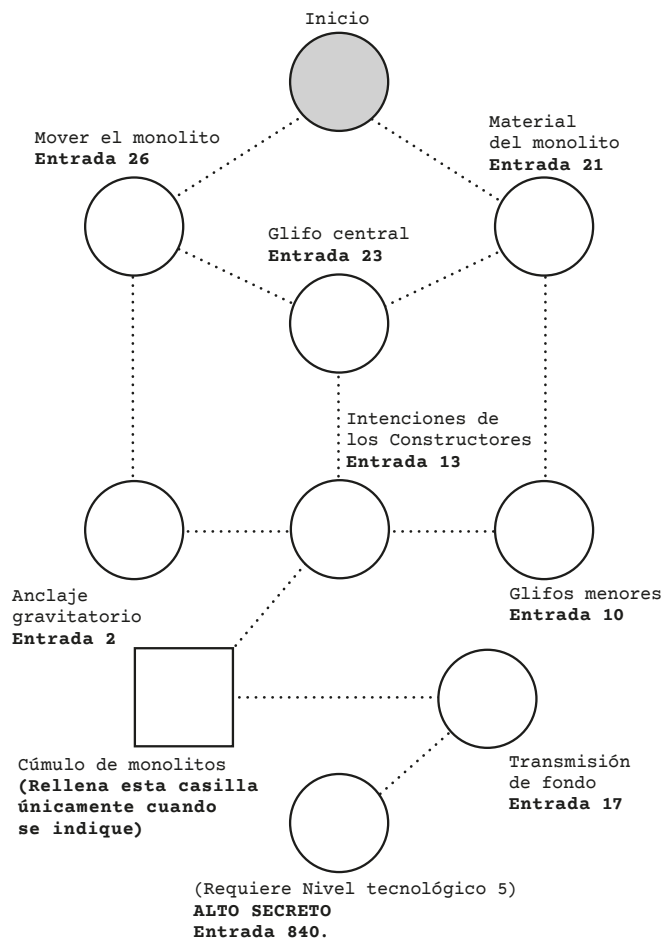 Inicio
Mover el monolito
Entrada 26
Material
del monolito
Entrada 21
Glifo central
Entrada 23
Intenciones de
los Constructores
Entrada 13
Anclaje
gravitatorio
Entrada 2
Glifos menores
Entrada 10
Cúmulo de monolitos
(Rellena esta casilla
únicamente cuando
se indique)
Transmisión
de fondo
Entrada 17
(Requiere Nivel tecnológico 5)
ALTO SECRETO
Entrada 840.